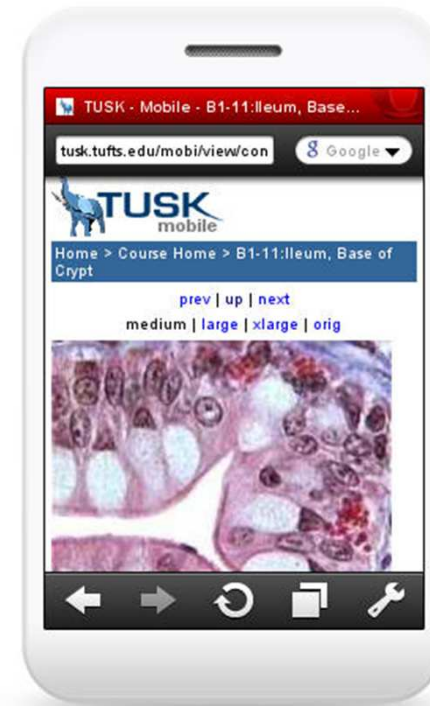 TUSK - Mobile - B1-11:Ileum, Base...
tusk.tufts.edu/mobi/view/con
g Google
TUSK
mobile
Home > Course Home > B1-11:Ileum, Base of
Crypt
prev | up | next
medium | large | xlarge | orig